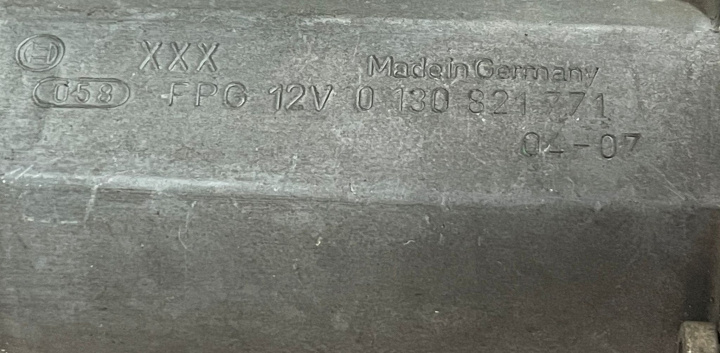 XXX Made in Germany
058 FPG 12V 0 130 821 771
04-07